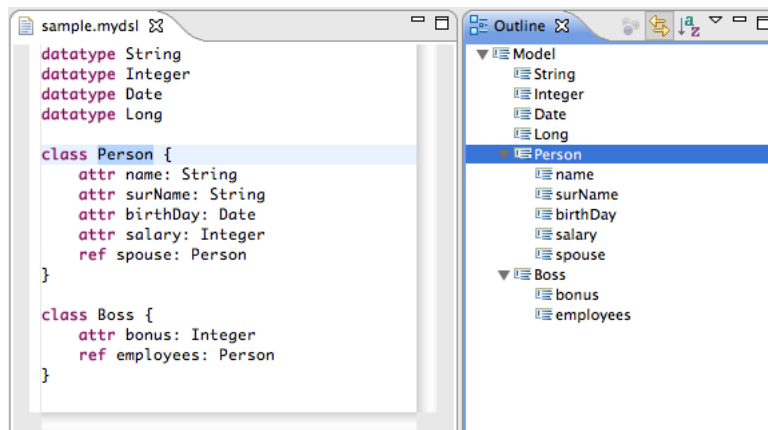 sample.mydsl
datatype String
datatype Integer
datatype Date
datatype Long
class Person {
attr name: String
attr surName: String
attr birthDay: Date
attr salary: Integer
ref spouse: Person
}
class Boss {
attr bonus: Integer
ref employees: Person
}
Outline
Model
String
Integer
Date
Long
Person
name
surName
birthDay
salary
spouse
Boss
bonus
employees